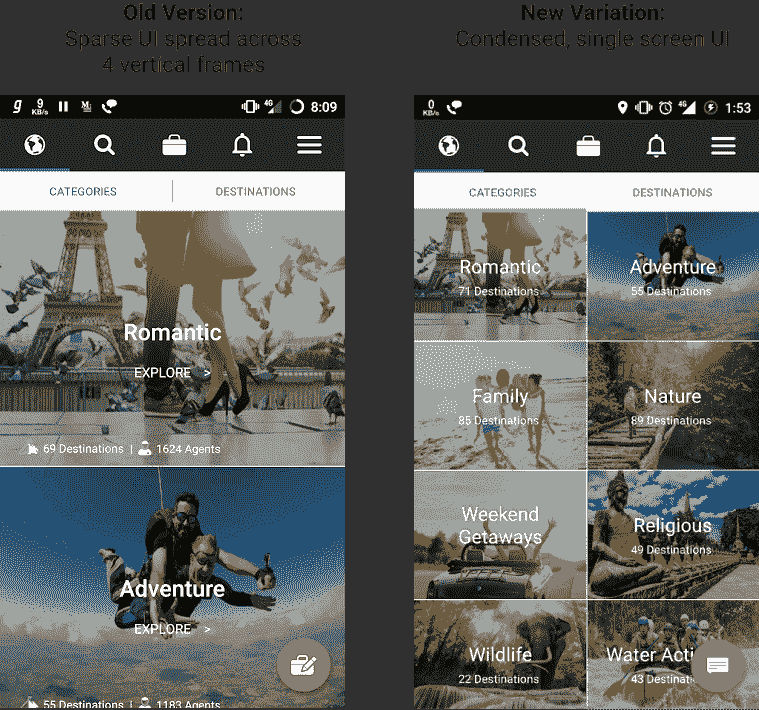 Old Version:
Sparse UI spread across
4 vertical frames
New Variation:
Condensed, single screen UI
g 9 KB/s 4G 8:09
CATEGORIES DESTINATIONS
Romantic
EXPLORE >
69 Destinations | 1624 Agents
Adventure
EXPLORE >
55 Destinations | 1183 Agents
0 KB/s 4G 1:53
CATEGORIES DESTINATIONS
Romantic
71 Destinations
Adventure
55 Destinations
Family
85 Destinations
Nature
89 Destinations
Weekend
Getaways
Religious
49 Destinations
Wildlife
22 Destinations
Water Acti
43 Destinati